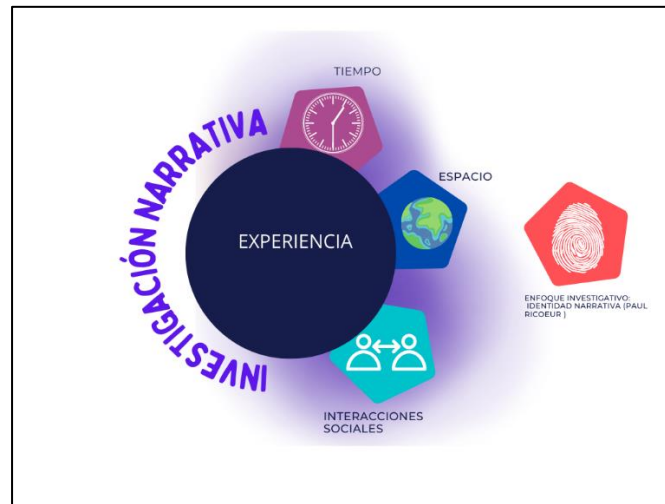 TIEMPO
INVESTIGACIÓN NARRATIVA
ESPACIO
EXPERIENCIA
ENFOQUE INVESTIGATIVO:
IDENTIDAD NARRATIVA (PAUL
RICOEUR )
INTERACCIONES
SOCIALES